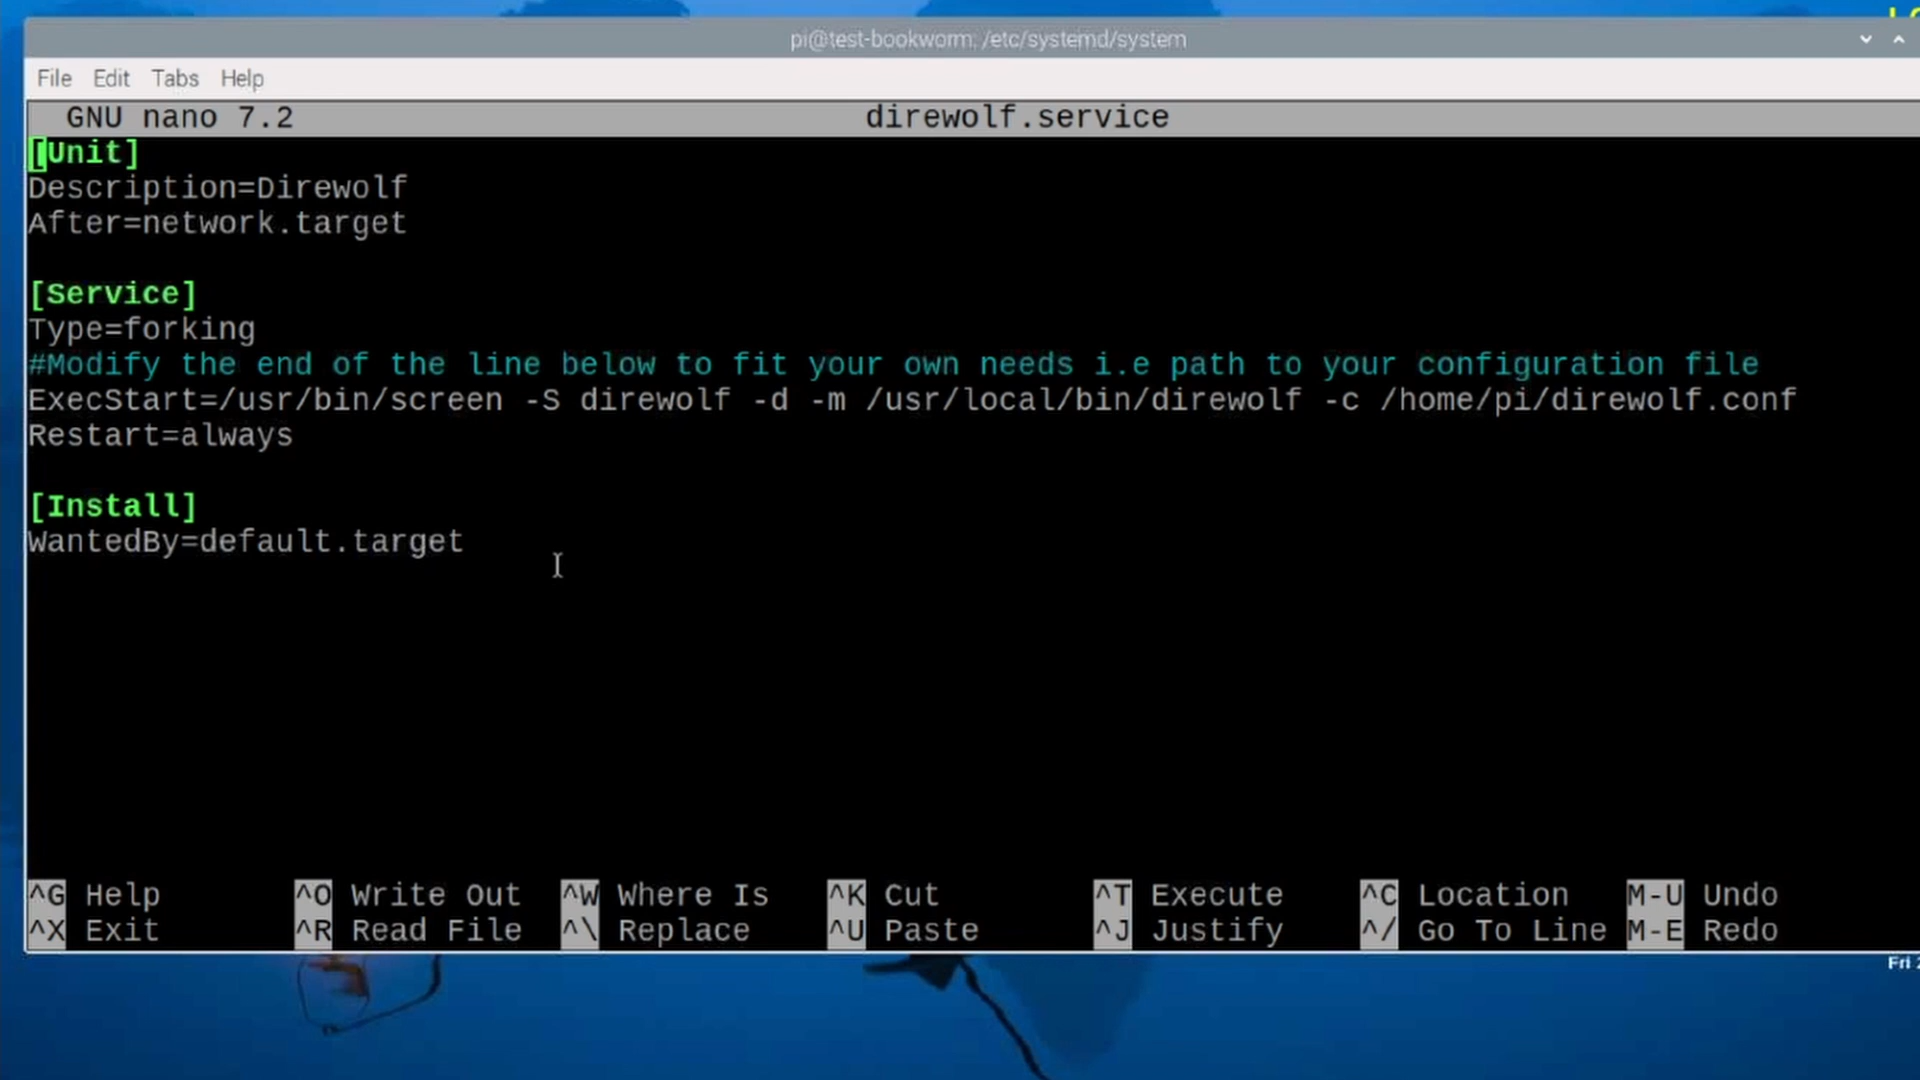 pi@test-bookworm: /etc/systemd/system
File Edit Tabs Help
GNU nano 7.2 direwolf.service
[Unit]
Description=Direwolf
After=network.target
[Service]
Type=forking
#Modify the end of the line below to fit your own needs i.e path to your configuration file
ExecStart=/usr/bin/screen -S direwolf -d -m /usr/local/bin/direwolf -c /home/pi/direwolf.conf
Restart=always
[Install]
WantedBy=default.target
^G Help ^O Write Out ^W Where Is ^K Cut ^T Execute ^C Location M-U Undo
^X Exit ^R Read File ^\ Replace ^U Paste ^J Justify ^/ Go To Line M-E Redo
Fri